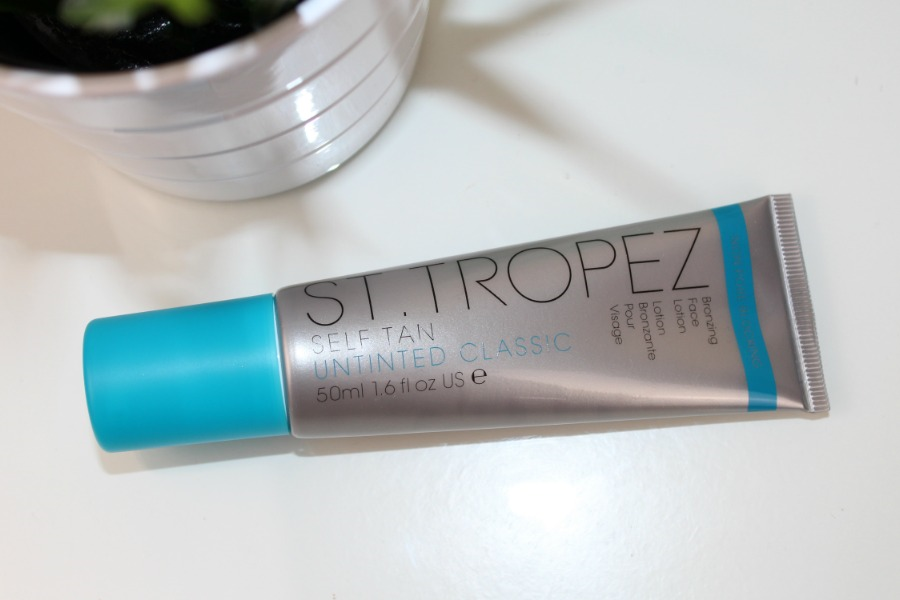 ST.TROPEZ
SELF TAN
UNTINTED CLASSIC
50ml 1.6 fl oz US e
Bronzing
Face
Lotion
Lotion
Bronzante
Pour
Visage